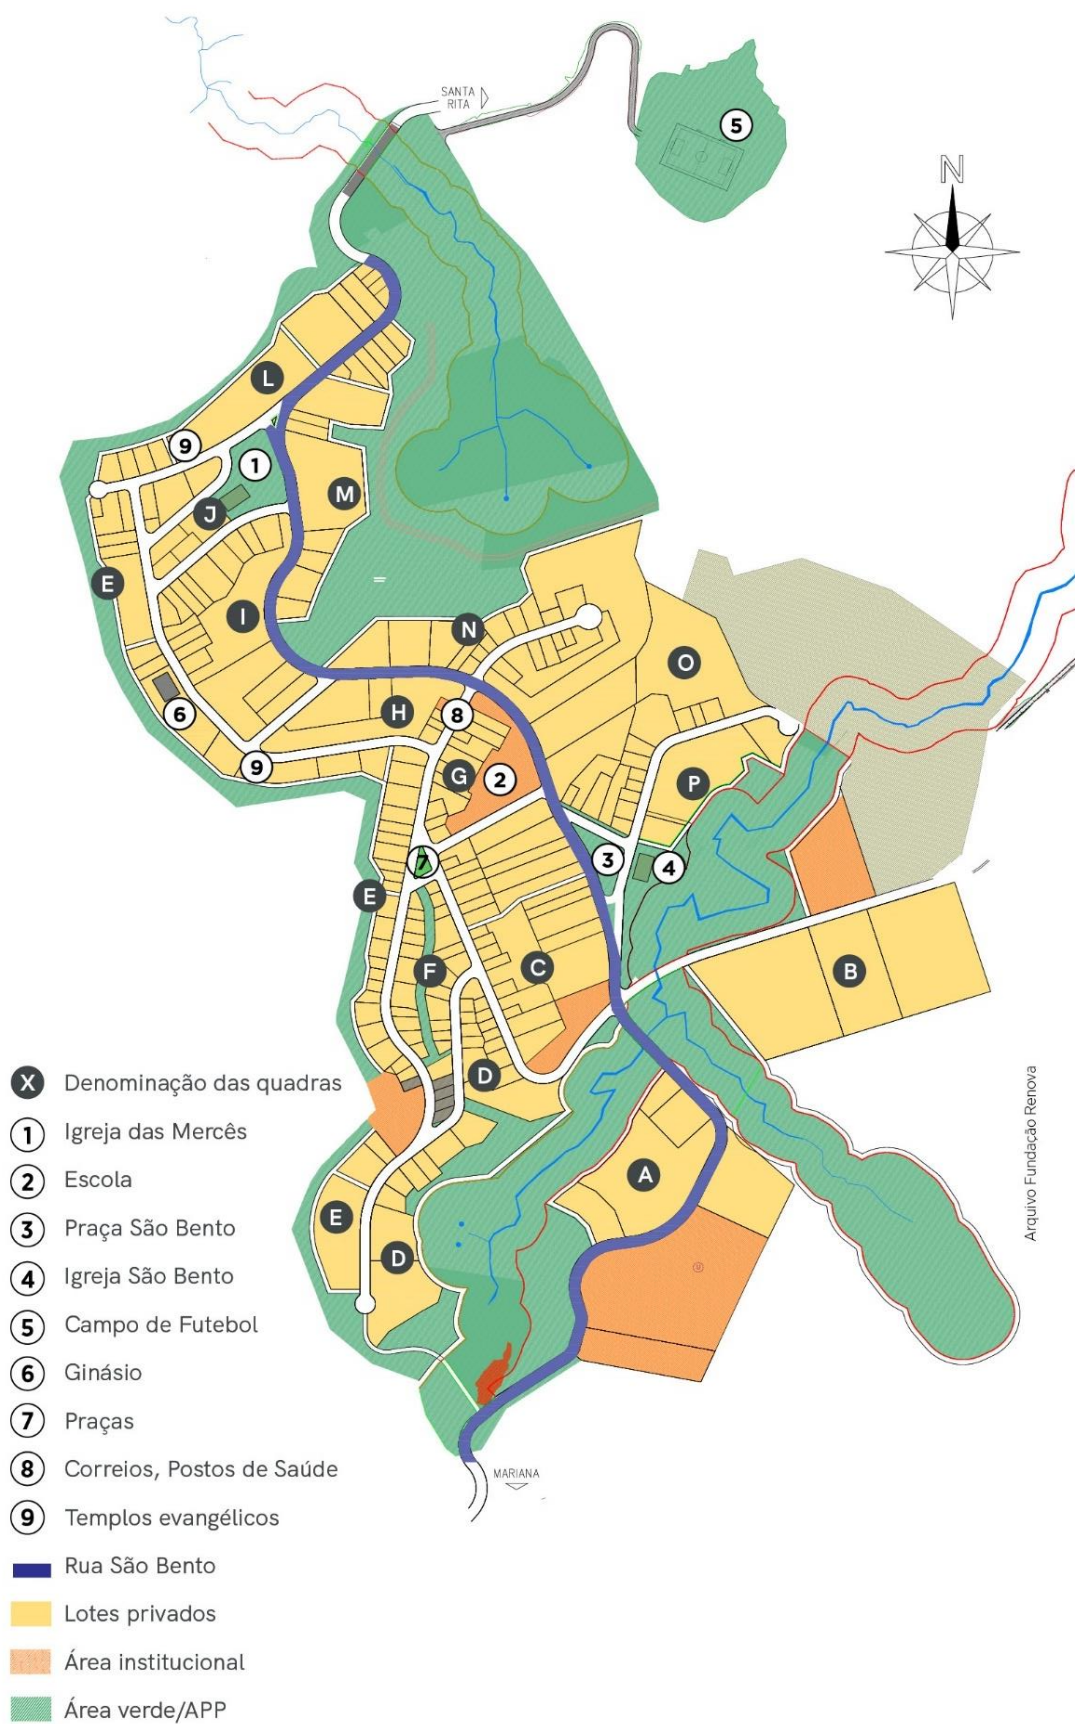 SANTA
RITA
5
N
L
9
1
M
J
E
I
N
O
6
H
8
9
G
2
P
7
3
4
E
F
C
B
D
A
E
D
MARIANA
X Denominação das quadras
1 Igreja das Mercês
2 Escola
3 Praça São Bento
4 Igreja São Bento
5 Campo de Futebol
6 Ginásio
7 Praças
8 Correios, Postos de Saúde
9 Templos evangélicos
Rua São Bento
Lotes privados
Área institucional
Área verde/APP
Arquivo Fundação Renova